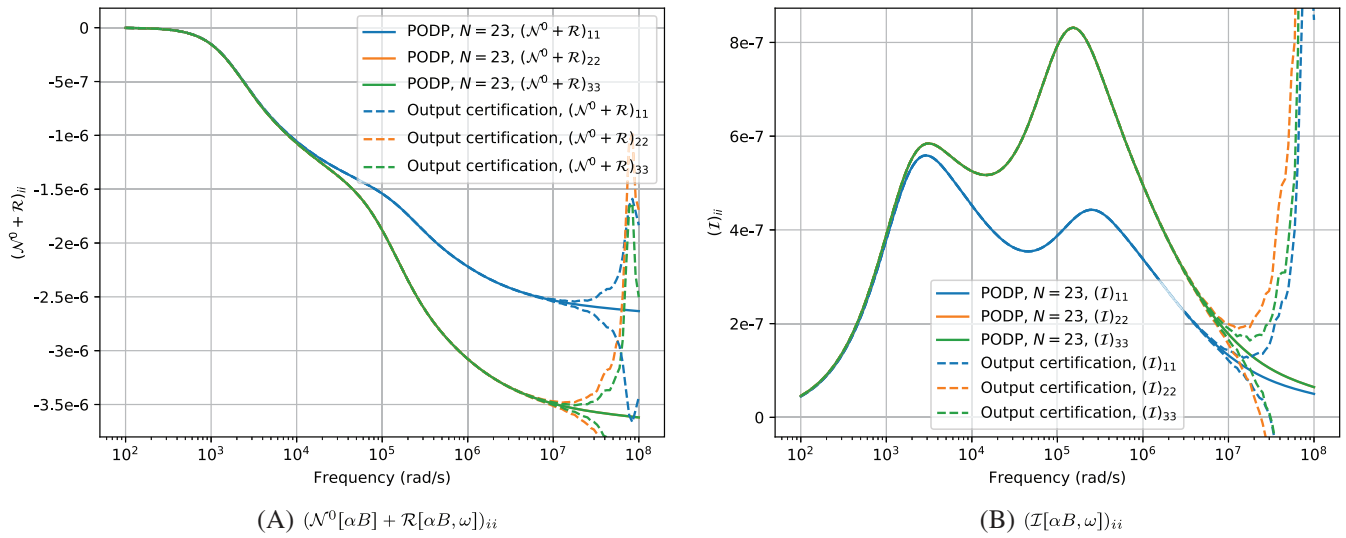 0
-5e-7
-1e-6
-1.5e-6
-2e-6
-2.5e-6
-3e-6
-3.5e-6
(𝒩⁰ + ℛ)ᵢᵢ
PODP, N = 23, (𝒩⁰ + ℛ)₁₁
PODP, N = 23, (𝒩⁰ + ℛ)₂₂
PODP, N = 23, (𝒩⁰ + ℛ)₃₃
Output certification, (𝒩⁰ + ℛ)₁₁
Output certification, (𝒩⁰ + ℛ)₂₂
Output certification, (𝒩⁰ + ℛ)₃₃
10² 10³ 10⁴ 10⁵ 10⁶ 10⁷ 10⁸
Frequency (rad/s)
(A) (𝒩⁰[αB] + ℛ[αB, ω])ᵢᵢ
8e-7
6e-7
4e-7
2e-7
0
(ℐ)ᵢᵢ
PODP, N = 23, (ℐ)₁₁
PODP, N = 23, (ℐ)₂₂
PODP, N = 23, (ℐ)₃₃
Output certification, (ℐ)₁₁
Output certification, (ℐ)₂₂
Output certification, (ℐ)₃₃
10² 10³ 10⁴ 10⁵ 10⁶ 10⁷ 10⁸
Frequency (rad/s)
(B) (ℐ[αB, ω])ᵢᵢ